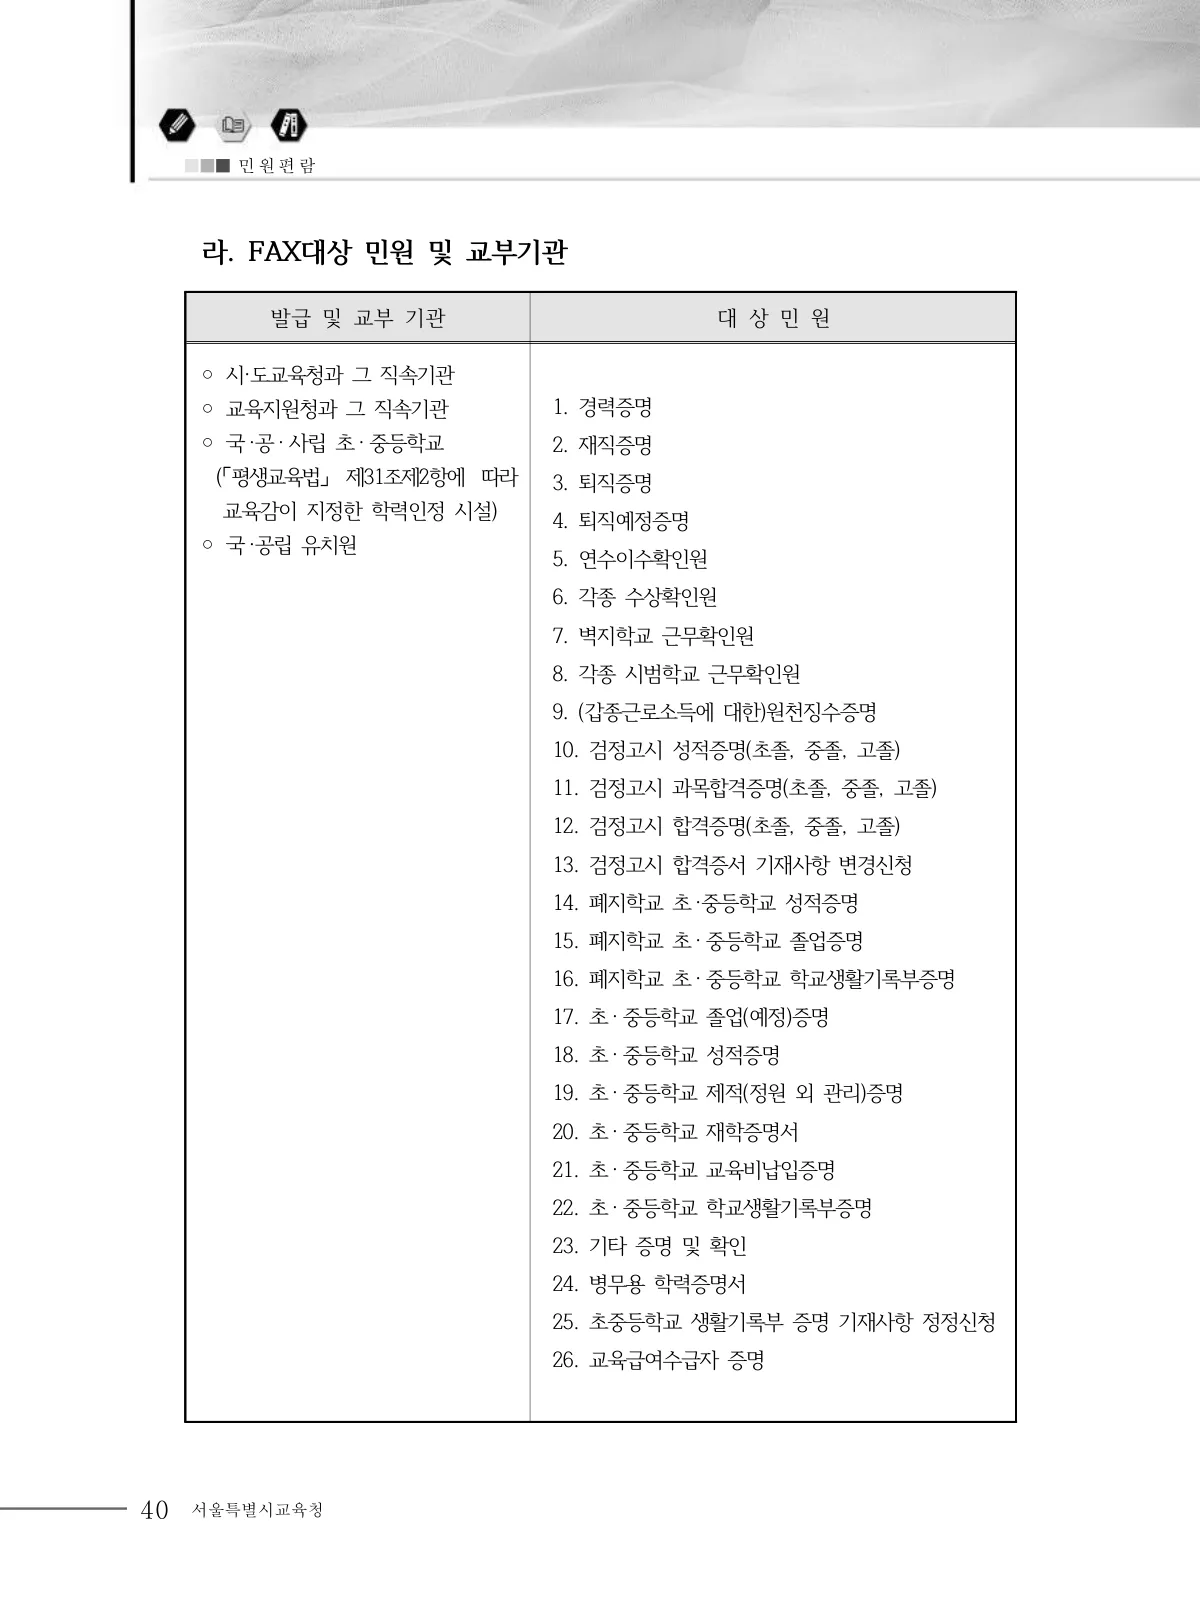 민원편람
라. FAX대상 민원 및 교부기관
발급 및 교부 기관
대 상 민 원
○ 시·도교육청과 그 직속기관
○ 교육지원청과 그 직속기관
○ 국·공·사립 초·중등학교
(「평생교육법」 제31조제2항에 따라
교육감이 지정한 학력인정 시설)
○ 국·공립 유치원
1. 경력증명
2. 재직증명
3. 퇴직증명
4. 퇴직예정증명
5. 연수이수확인원
6. 각종 수상확인원
7. 벽지학교 근무확인원
8. 각종 시범학교 근무확인원
9. (갑종근로소득에 대한)원천징수증명
10. 검정고시 성적증명(초졸, 중졸, 고졸)
11. 검정고시 과목합격증명(초졸, 중졸, 고졸)
12. 검정고시 합격증명(초졸, 중졸, 고졸)
13. 검정고시 합격증서 기재사항 변경신청
14. 폐지학교 초·중등학교 성적증명
15. 폐지학교 초·중등학교 졸업증명
16. 폐지학교 초·중등학교 학교생활기록부증명
17. 초·중등학교 졸업(예정)증명
18. 초·중등학교 성적증명
19. 초·중등학교 제적(정원 외 관리)증명
20. 초·중등학교 재학증명서
21. 초·중등학교 교육비납입증명
22. 초·중등학교 학교생활기록부증명
23. 기타 증명 및 확인
24. 병무용 학력증명서
25. 초중등학교 생활기록부 증명 기재사항 정정신청
26. 교육급여수급자 증명
40 서울특별시교육청